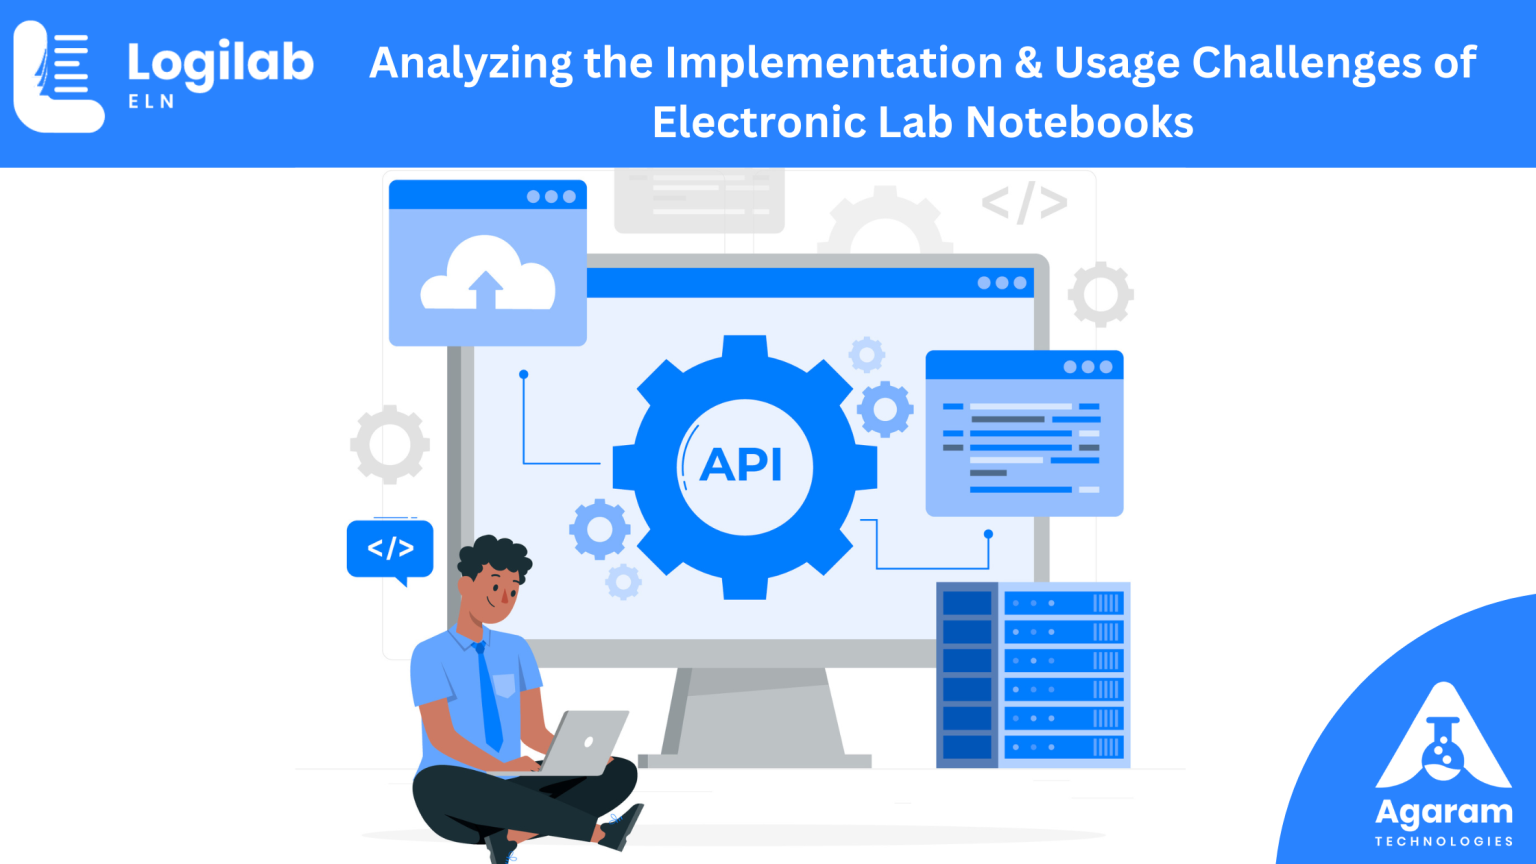 Logilab
ELN
Analyzing the Implementation & Usage Challenges of
Electronic Lab Notebooks
</>
API
</>
Agaram
TECHNOLOGIES